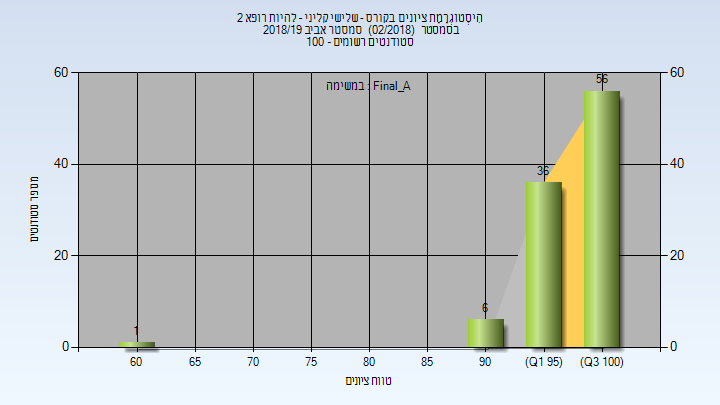 היסטוגרמת ציונים בקורס - שלישי קליני - להיות רופא 2
בסמסטר (02/2018) סמסטר אביב 2018/19
סטודנטים רשומים - 100
במשימה : Final_A
60 60
40 40
20 20
0 0
56
36
6
1
מספר סטודנטים
60 65 70 75 80 85 90 (Q1 95) (Q3 100)
טווח ציונים